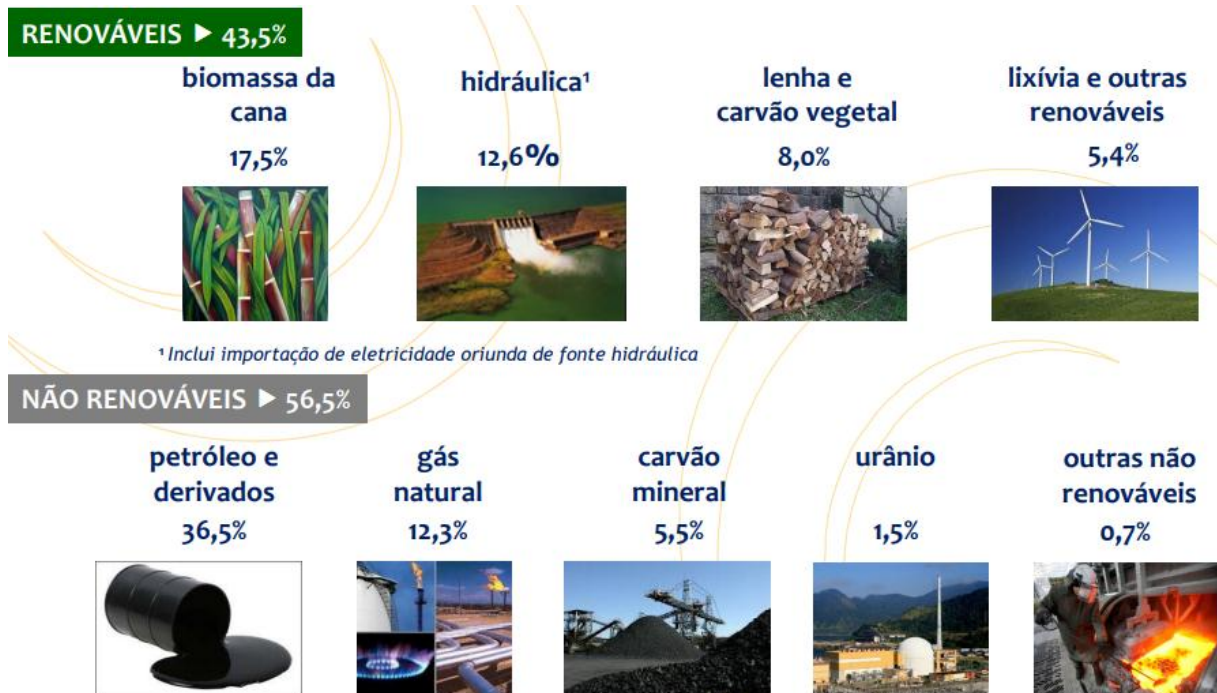 RENOVÁVEIS ▶ 43,5%
biomassa da
cana
17,5%
hidráulica¹
12,6%
lenha e
carvão vegetal
8,0%
lixívia e outras
renováveis
5,4%
¹ Inclui importação de eletricidade oriunda de fonte hidráulica
NÃO RENOVÁVEIS ▶ 56,5%
petróleo e
derivados
36,5%
gás
natural
12,3%
carvão
mineral
5,5%
urânio
1,5%
outras não
renováveis
0,7%